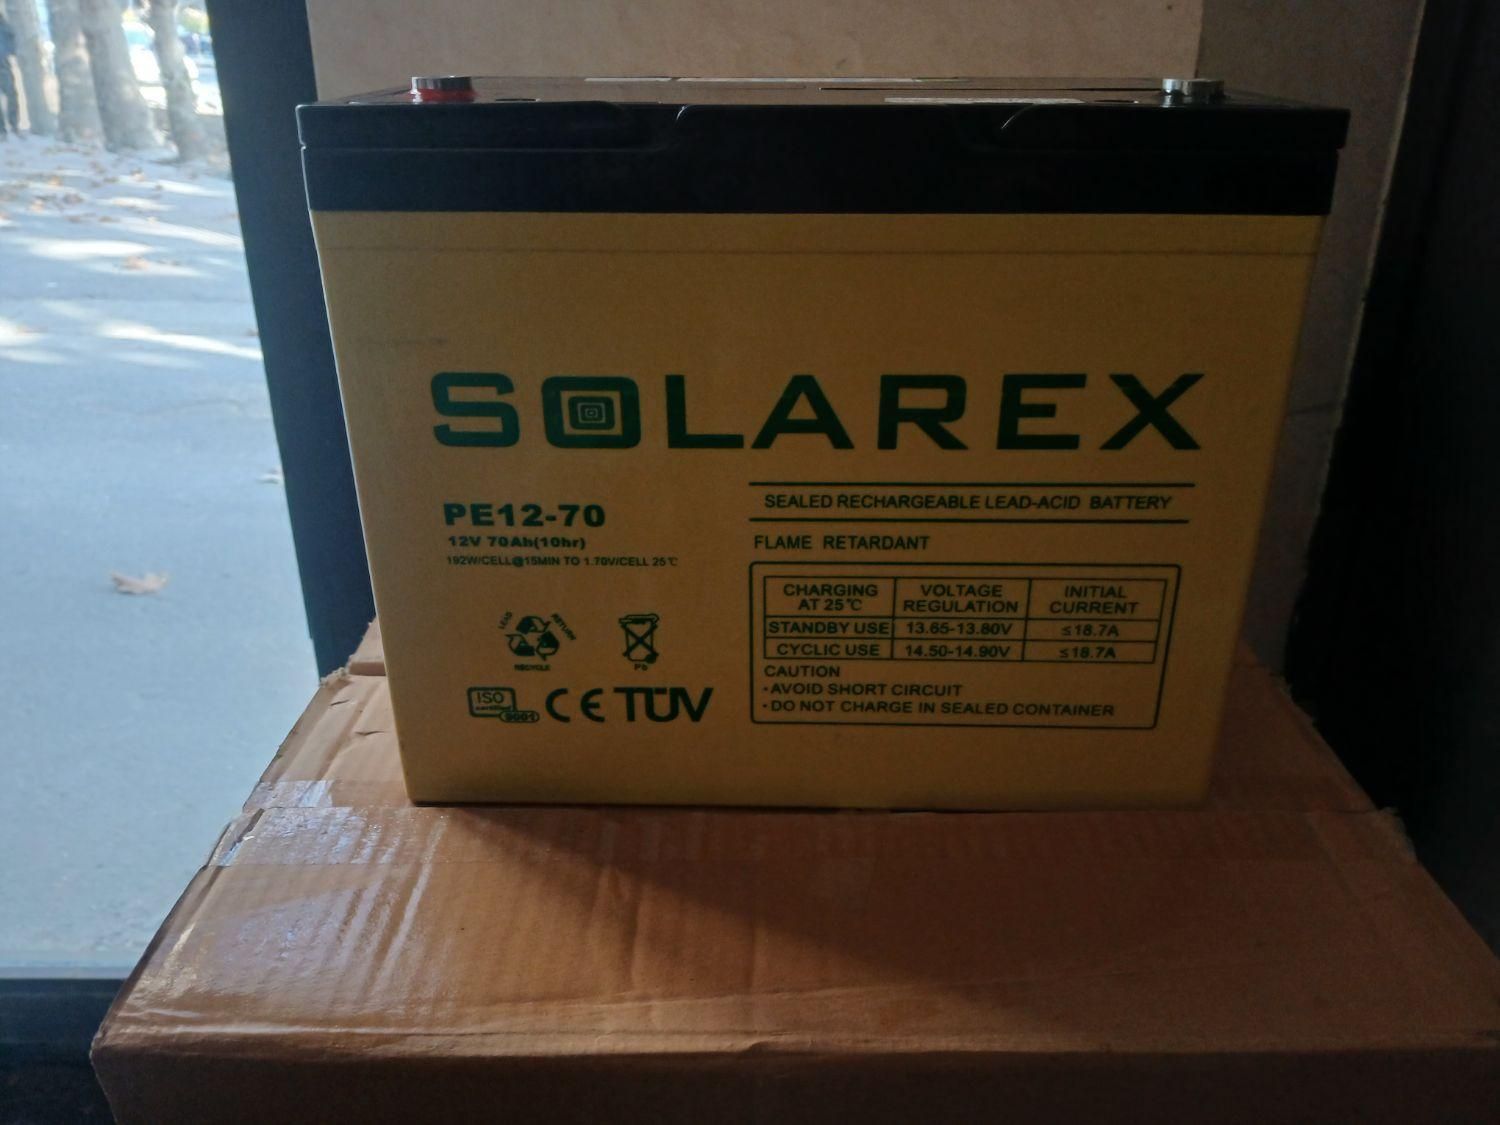 SOLAREX
PE12-70
12V 70Ah(10hr)
192W/CELL@15MIN TO 1.70V/CELL 25℃
LEAD RETURN
RECYCLE
Pb
ISO
certified
9001
CE TÜV
SEALED RECHARGEABLE LEAD-ACID BATTERY
FLAME RETARDANT
CHARGING AT 25℃ VOLTAGE REGULATION INITIAL CURRENT
STANDBY USE 13.65-13.80V ≤18.7A
CYCLIC USE 14.50-14.90V ≤18.7A
CAUTION
·AVOID SHORT CIRCUIT
·DO NOT CHARGE IN SEALED CONTAINER